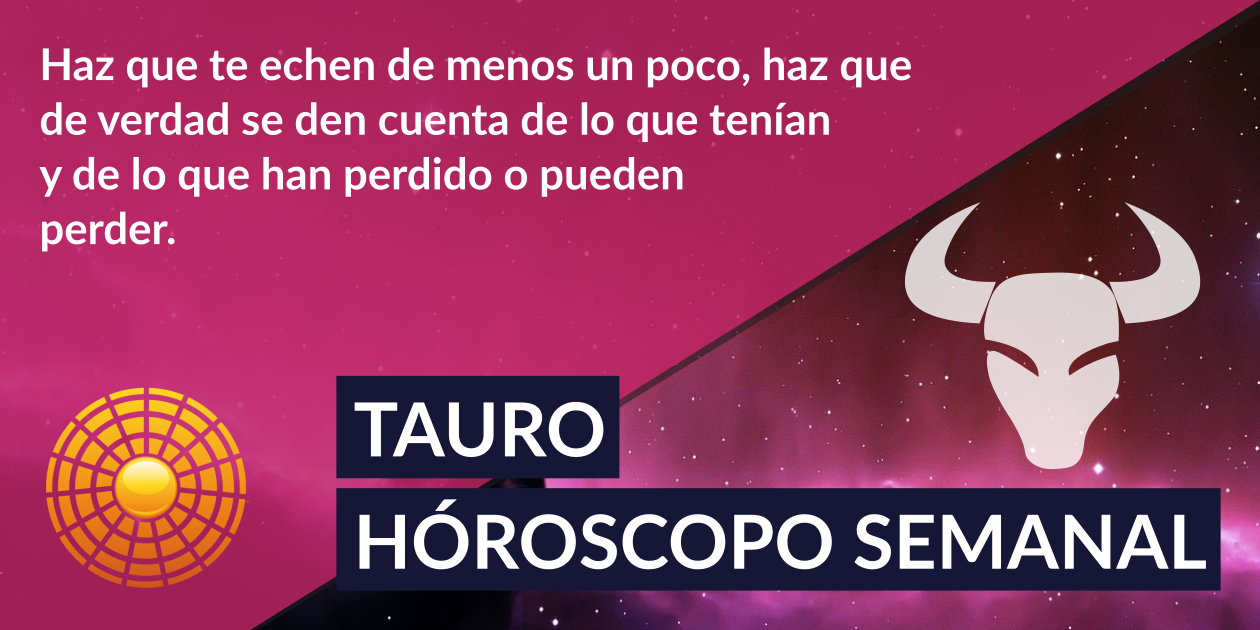 Haz que te echen de menos un poco, haz que
de verdad se den cuenta de lo que tenían
y de lo que han perdido o pueden
perder.
TAURO
HÓROSCOPO SEMANAL